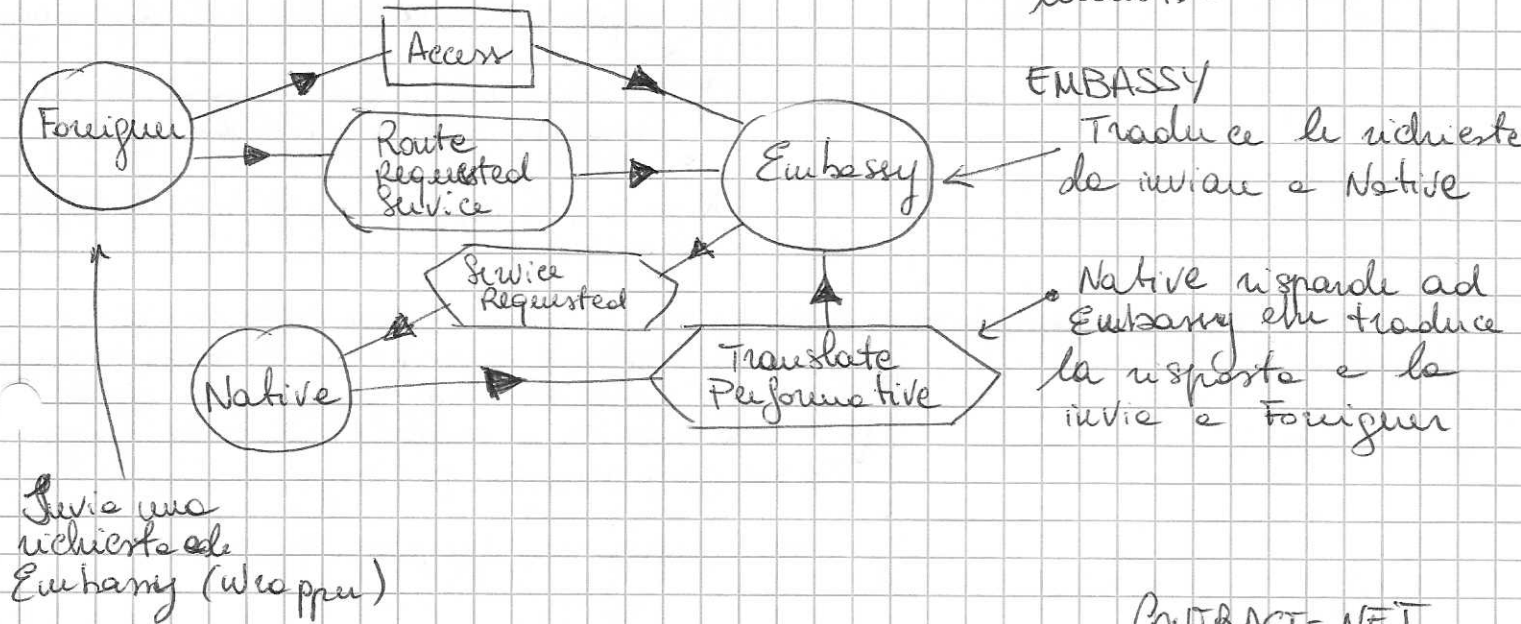 Access
Foreigner
Route
Requested
Service
Embassy
EMBASSY
Traduce le richieste
da inviare a Native
Service
Requested
Native
Translate
Performative
Native risponde ad
Embassy che traduce
la risposta e la
invia a Foreigner
Invia una
richiesta ad
Embassy (Wrapper)
CONTRACT-NET